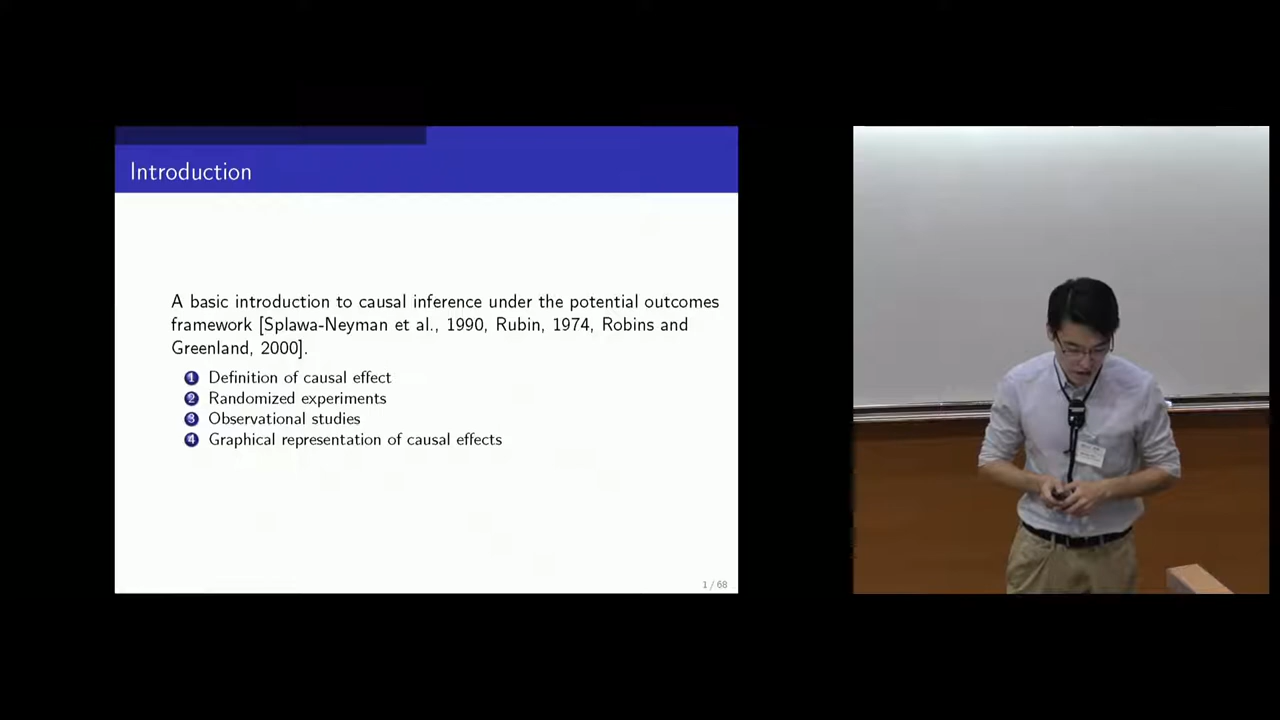 Introduction
A basic introduction to causal inference under the potential outcomes
framework [Splawa-Neyman et al., 1990, Rubin, 1974, Robins and
Greenland, 2000].
1 Definition of causal effect
2 Randomized experiments
3 Observational studies
4 Graphical representation of causal effects
1 / 68